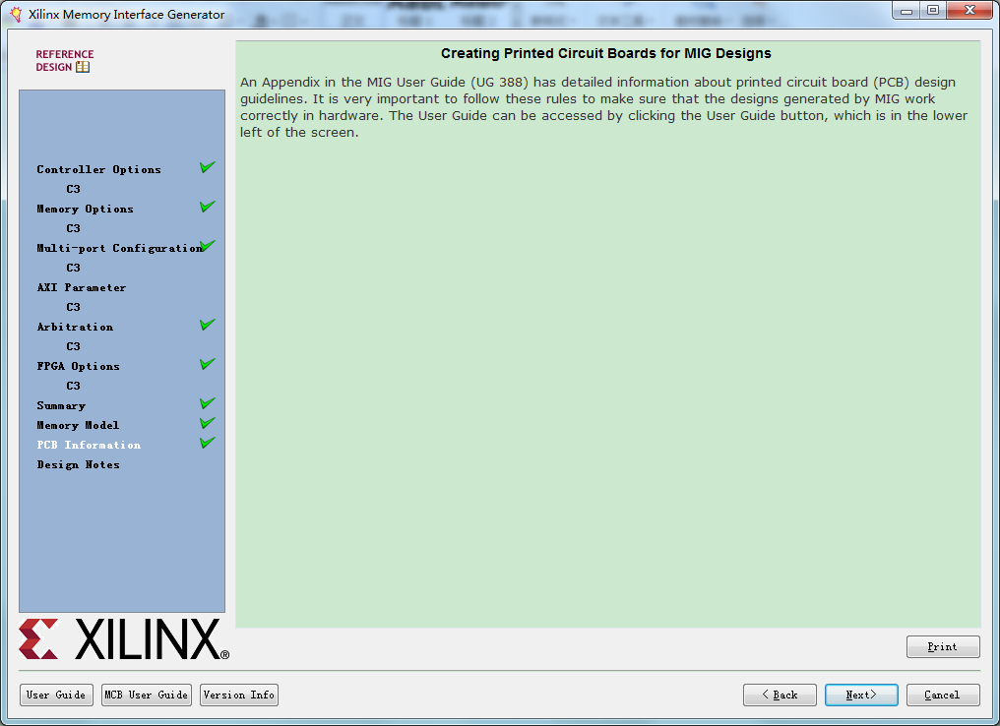 Xilinx Memory Interface Generator
REFERENCE
DESIGN
Controller Options
C3
Memory Options
C3
Multi-port Configuration
C3
AXI Parameter
C3
Arbitration
C3
FPGA Options
C3
Summary
Memory Model
PCB Information
Design Notes
Creating Printed Circuit Boards for MIG Designs
An Appendix in the MIG User Guide (UG 388) has detailed information about printed circuit board (PCB) design
guidelines. It is very important to follow these rules to make sure that the designs generated by MIG work
correctly in hardware. The User Guide can be accessed by clicking the User Guide button, which is in the lower
left of the screen.
XILINX®
Print
User Guide
MCB User Guide
Version Info
< Back
Next>
Cancel